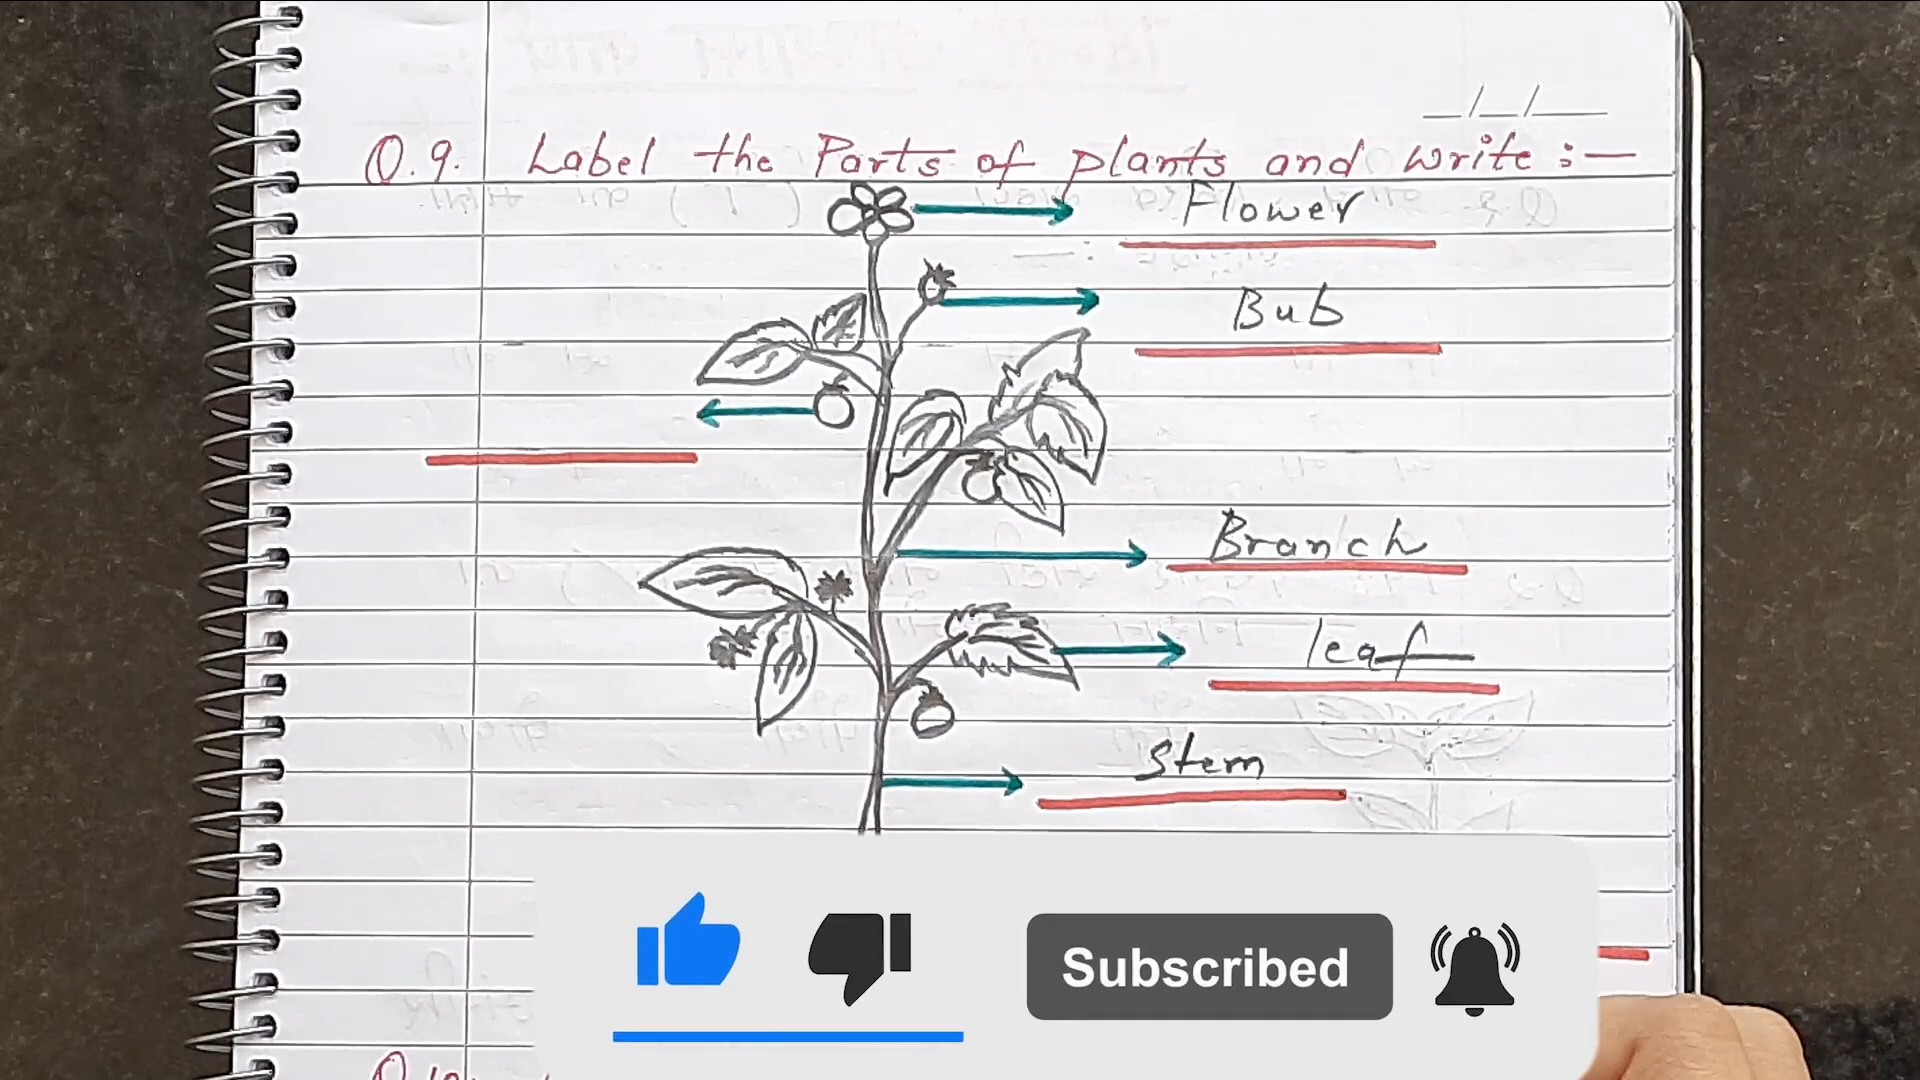 Q.9. Label the Parts of plants and write :-
Flower
Bub
Branch
leaf
Stem
Subscribed